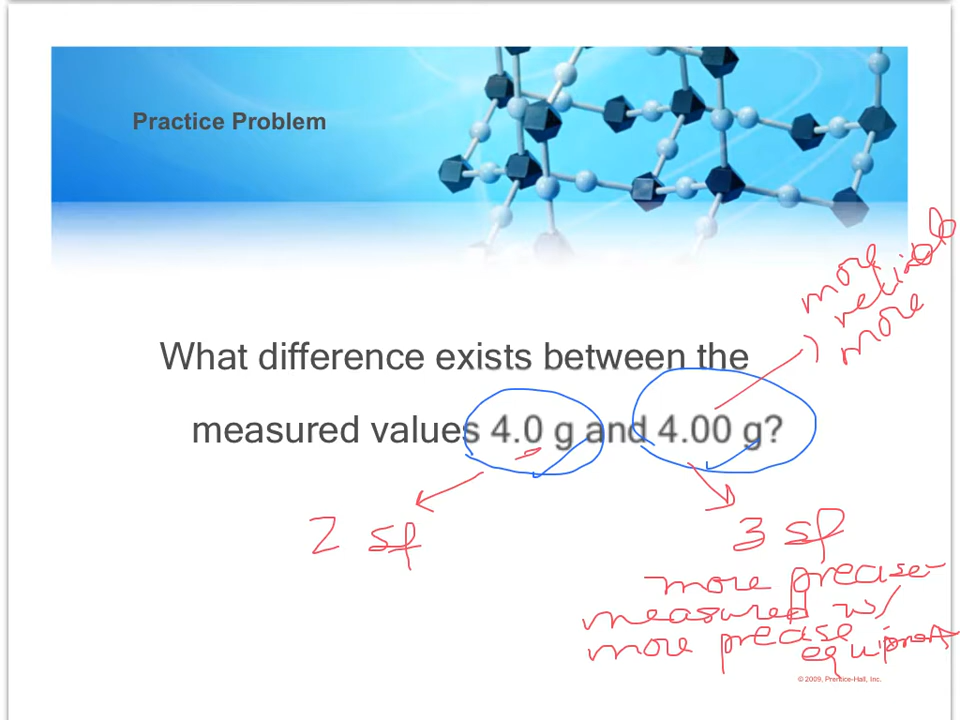 Practice Problem
more
reliab
more
What difference exists between the
measured values 4.0 g and 4.00 g?
2 sf
3 sf
more precise
measured w/
more precise
equipment
© 2009, Prentice-Hall, Inc.